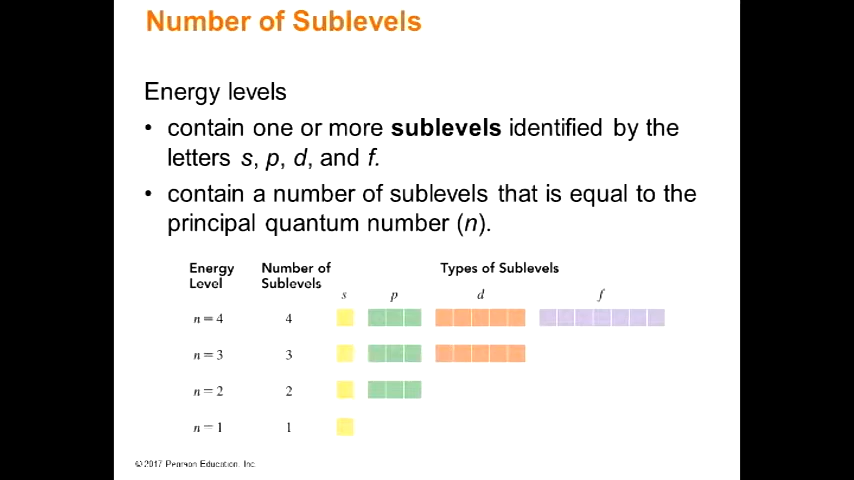 Number of Sublevels
Energy levels
• contain one or more sublevels identified by the
letters s, p, d, and f.
• contain a number of sublevels that is equal to the
principal quantum number (n).
Energy Level Number of Sublevels Types of Sublevels
s p d f
n = 4 4
n = 3 3
n = 2 2
n = 1 1
© 2017 Pearson Education, Inc